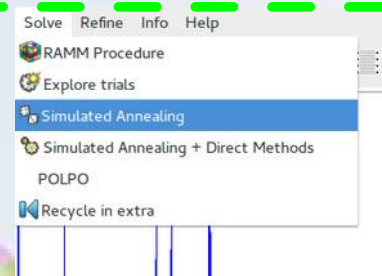 Solve Refine Info Help
RAMM Procedure
Explore trials
Simulated Annealing
Simulated Annealing + Direct Methods
POLPO
Recycle in extra